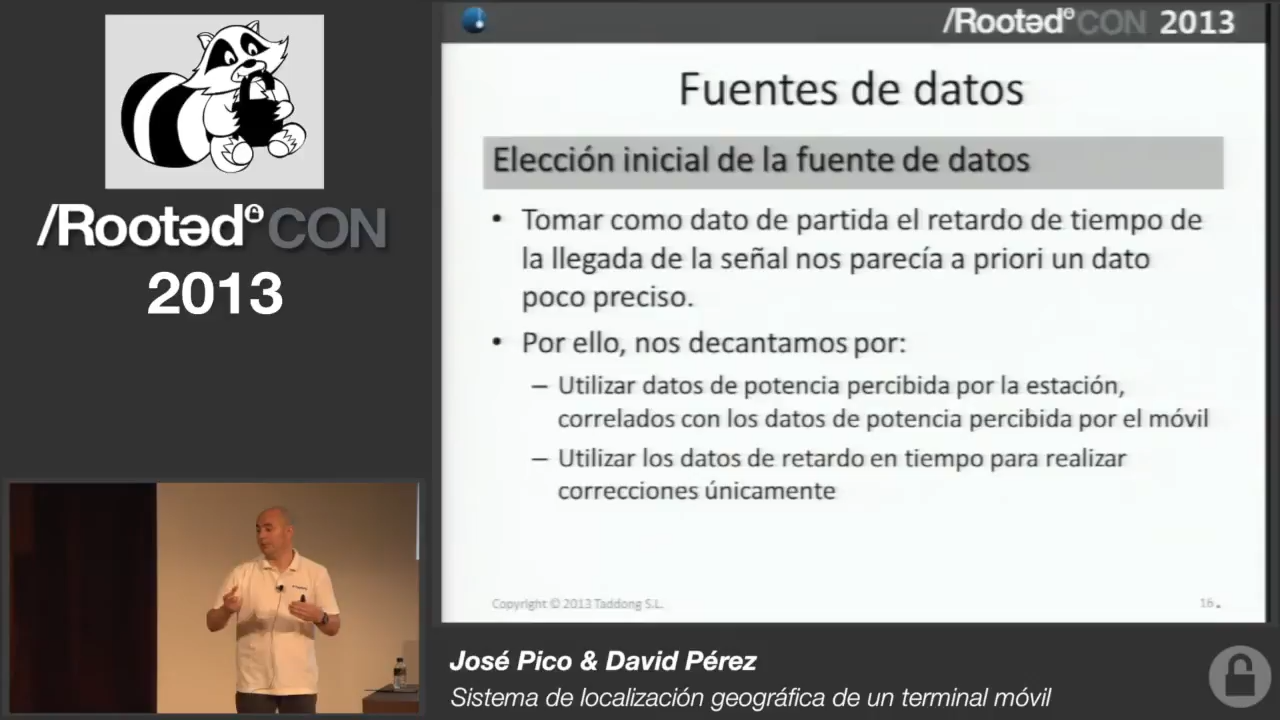 /RootedCON 2013
/RootedCON
2013
Fuentes de datos
Elección inicial de la fuente de datos
• Tomar como dato de partida el retardo de tiempo de
la llegada de la señal nos parecía a priori un dato
poco preciso.
• Por ello, nos decantamos por:
– Utilizar datos de potencia percibida por la estación,
correlados con los datos de potencia percibida por el móvil
– Utilizar los datos de retardo en tiempo para realizar
correcciones únicamente
Copyright © 2013 Taddong S.L.
16
José Pico & David Pérez
Sistema de localización geográfica de un terminal móvil